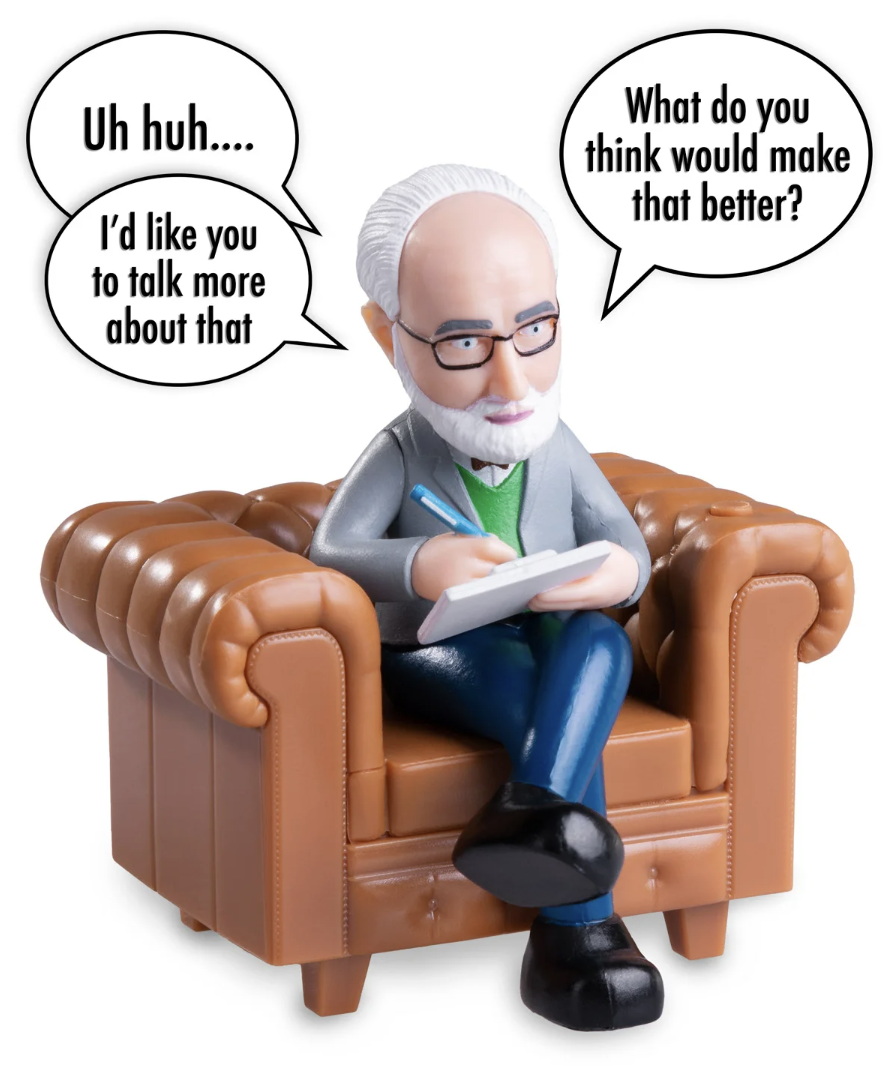 Uh huh....
I'd like you
to talk more
about that
What do you
think would make
that better?